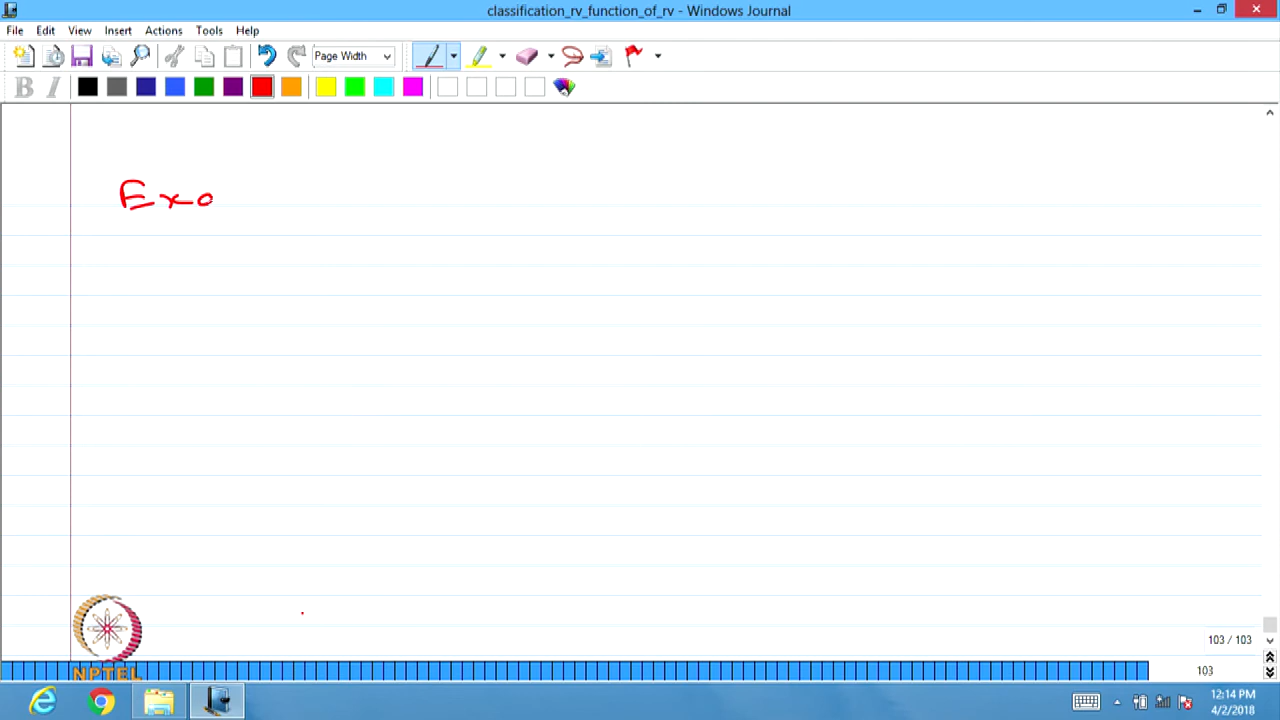 classification_rv_function_of_rv - Windows Journal
File Edit View Insert Actions Tools Help
Page Width
B I
Exa
103 / 103
NPTEL
103
12:14 PM
4/2/2018